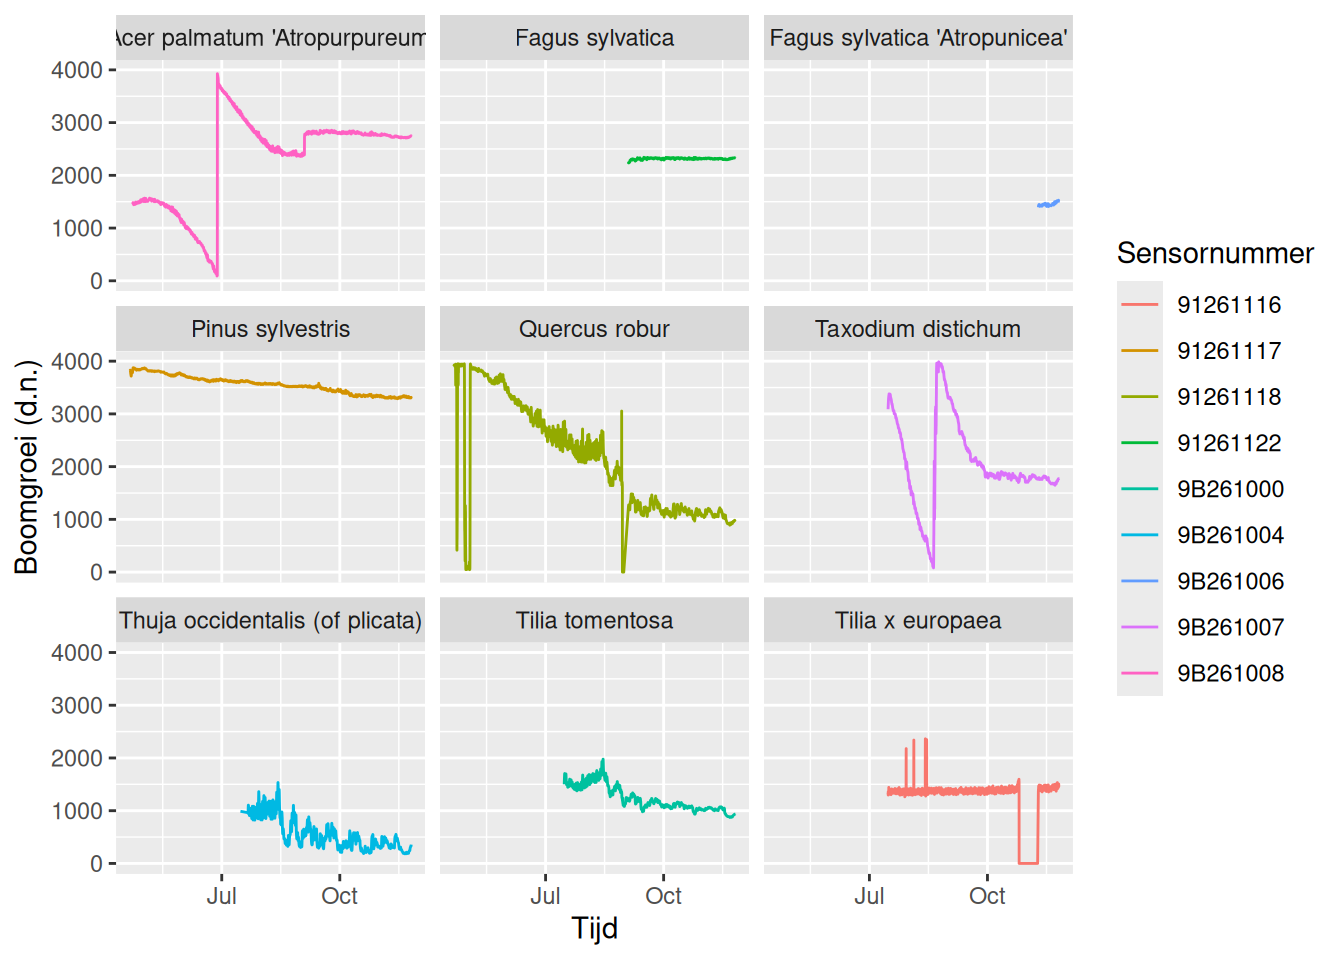 Acer palmatum 'Atropurpureum
Fagus sylvatica
Fagus sylvatica 'Atropunicea'
4000
3000
2000
1000
0
Pinus sylvestris
Quercus robur
Taxodium distichum
4000
3000
2000
1000
0
Thuja occidentalis (of plicata)
Tilia tomentosa
Tilia x europaea
4000
3000
2000
1000
0
Jul Oct
Jul Oct
Jul Oct
Tijd
Boomgroei (d.n.)
Sensornummer
91261116
91261117
91261118
91261122
9B261000
9B261004
9B261006
9B261007
9B261008